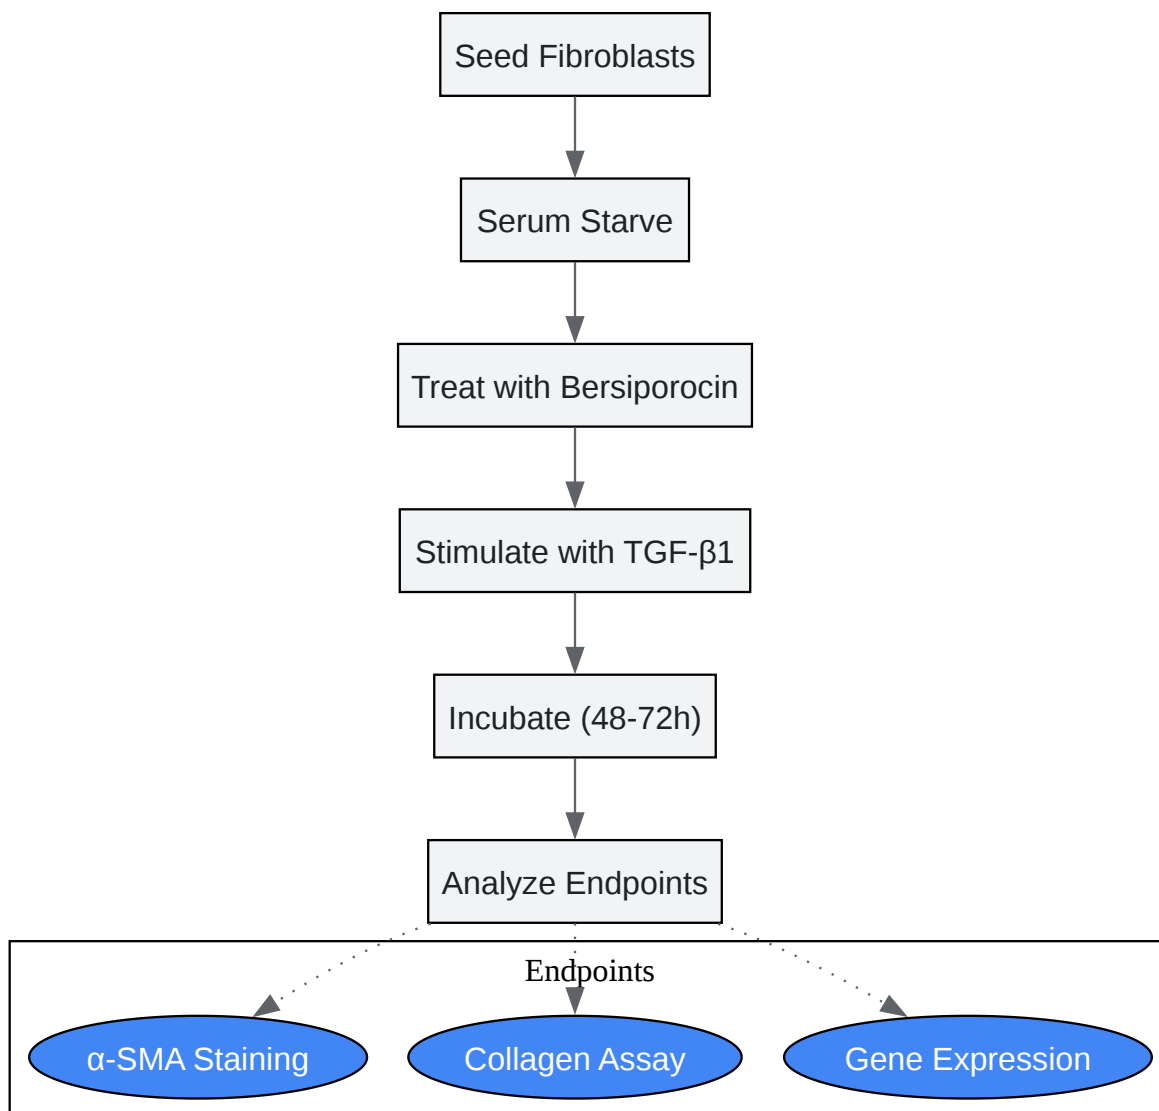 Seed Fibroblasts
Serum Starve
Treat with Bersiporocin
Stimulate with TGF-β1
Incubate (48-72h)
Analyze Endpoints
Endpoints
α-SMA Staining
Collagen Assay
Gene Expression